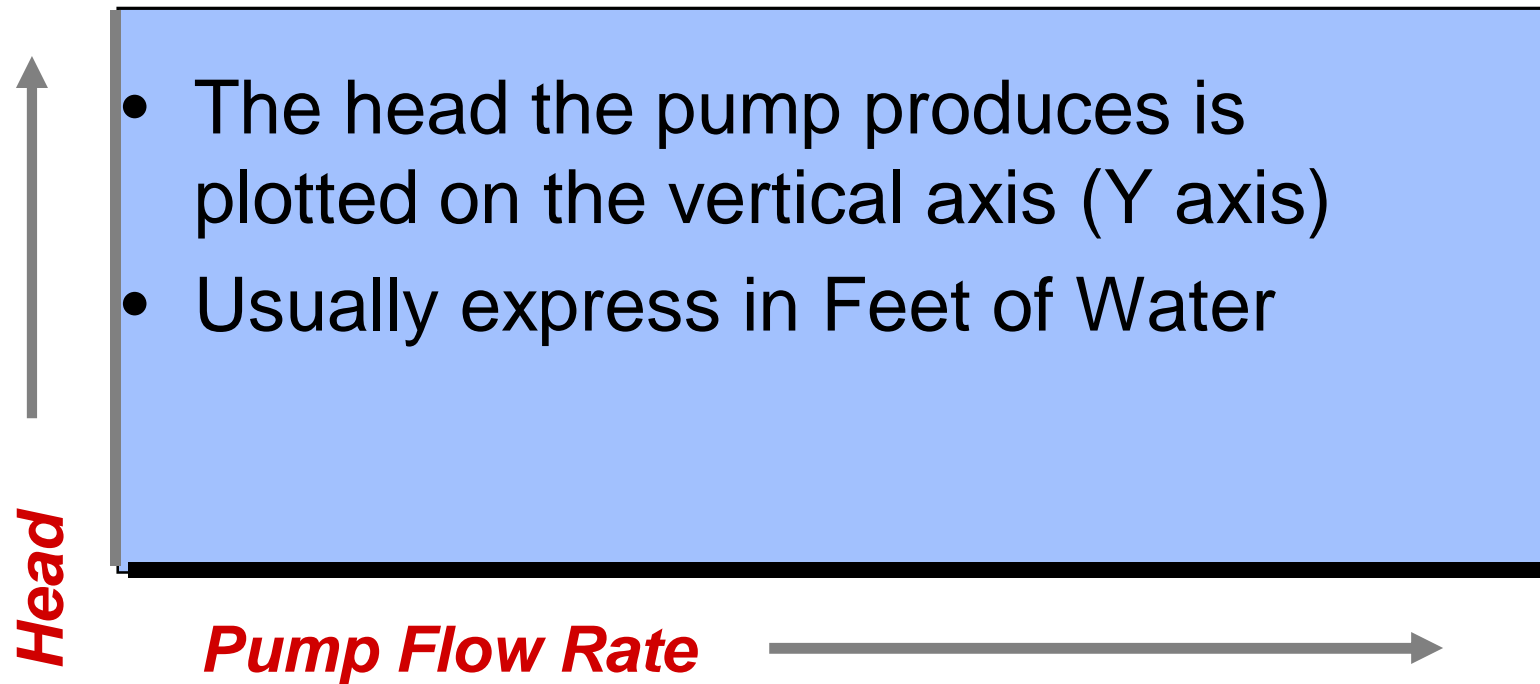 • The head the pump produces is
plotted on the vertical axis (Y axis)
• Usually express in Feet of Water
Head
Pump Flow Rate